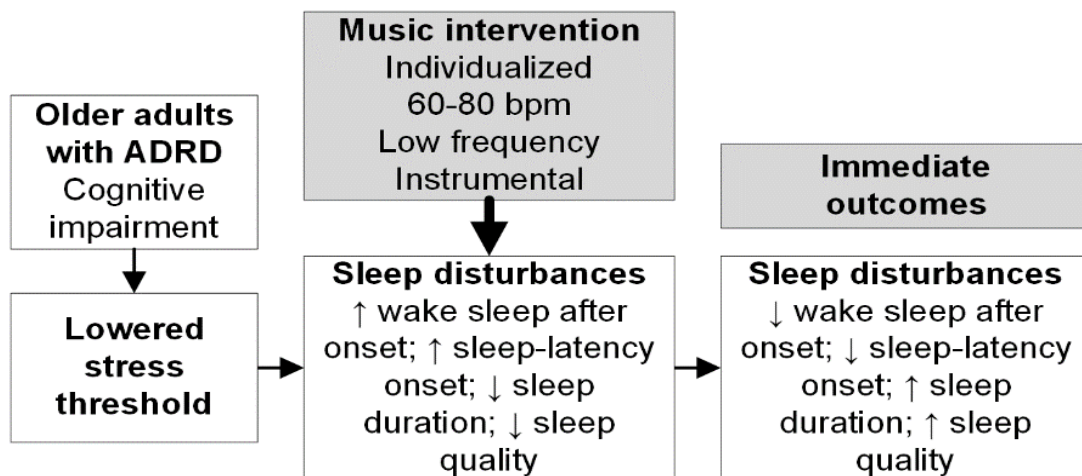 Older adults
with ADRD
Cognitive
impairment
Lowered
stress
threshold
Music intervention
Individualized
60-80 bpm
Low frequency
Instrumental
Sleep disturbances
↑ wake sleep after
onset; ↑ sleep-latency
onset; ↓ sleep
duration; ↓ sleep
quality
Immediate
outcomes
Sleep disturbances
↓ wake sleep after
onset; ↓ sleep-latency
onset; ↑ sleep
duration; ↑ sleep
quality